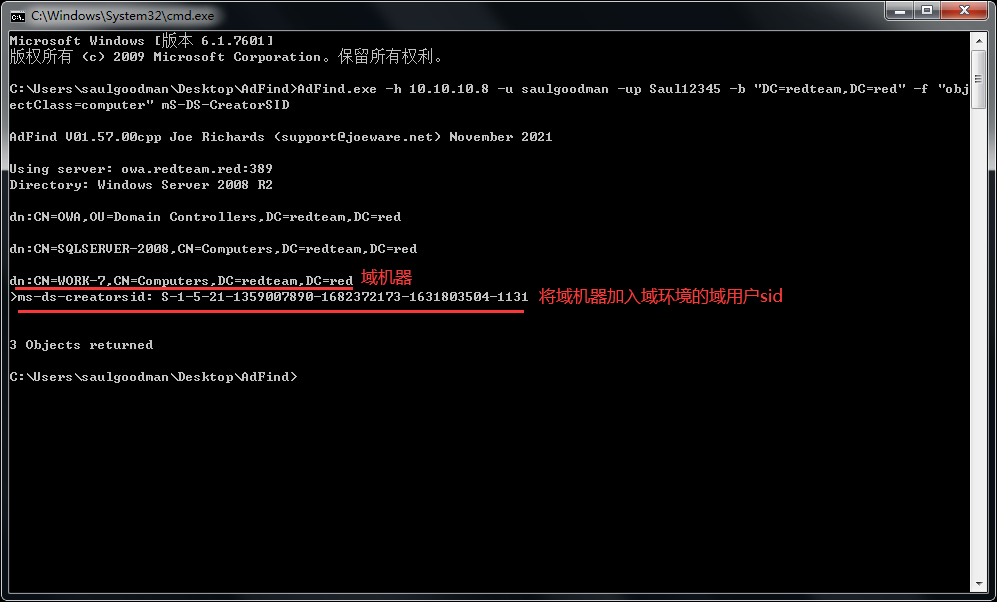 C:\Windows\System32\cmd.exe
Microsoft Windows [版本 6.1.7601]
版权所有 (c) 2009 Microsoft Corporation。保留所有权利。
C:\Users\saulgoodman\Desktop\AdFind>AdFind.exe -h 10.10.10.8 -u saulgoodman -up Saul12345 -b "DC=redteam,DC=red" -f "obj
ectClass=computer" mS-DS-CreatorSID
AdFind V01.57.00cpp Joe Richards (support@joeware.net) November 2021
Using server: owa.redteam.red:389
Directory: Windows Server 2008 R2
dn:CN=OWA,OU=Domain Controllers,DC=redteam,DC=red
dn:CN=SQLSERVER-2008,CN=Computers,DC=redteam,DC=red
dn:CN=WORK-7,CN=Computers,DC=redteam,DC=red 域机器
>ms-ds-creatorsid: S-1-5-21-1359007890-1682372173-1631803504-1131 将域机器加入域环境的域用户sid
3 Objects returned
C:\Users\saulgoodman\Desktop\AdFind>